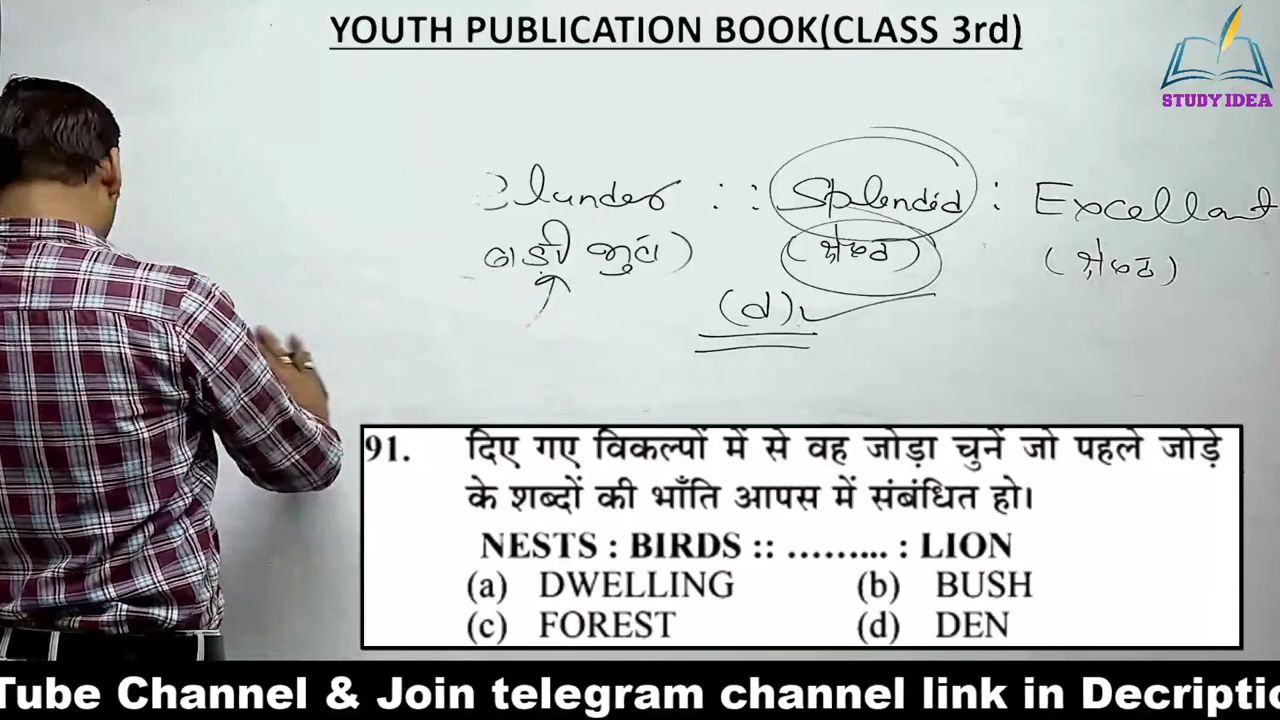 YOUTH PUBLICATION BOOK(CLASS 3rd)
STUDY IDEA
:: Splendid : Excellant
(श्रेष्ठ) (श्रेष्ठ)
(d)
91. दिए गए विकल्पों में से वह जोड़ा चुनें जो पहले जोड़े
के शब्दों की भाँति आपस में संबंधित हो।
NESTS : BIRDS :: ......... : LION
(a) DWELLING (b) BUSH
(c) FOREST (d) DEN
Tube Channel & Join telegram channel link in Decriptio